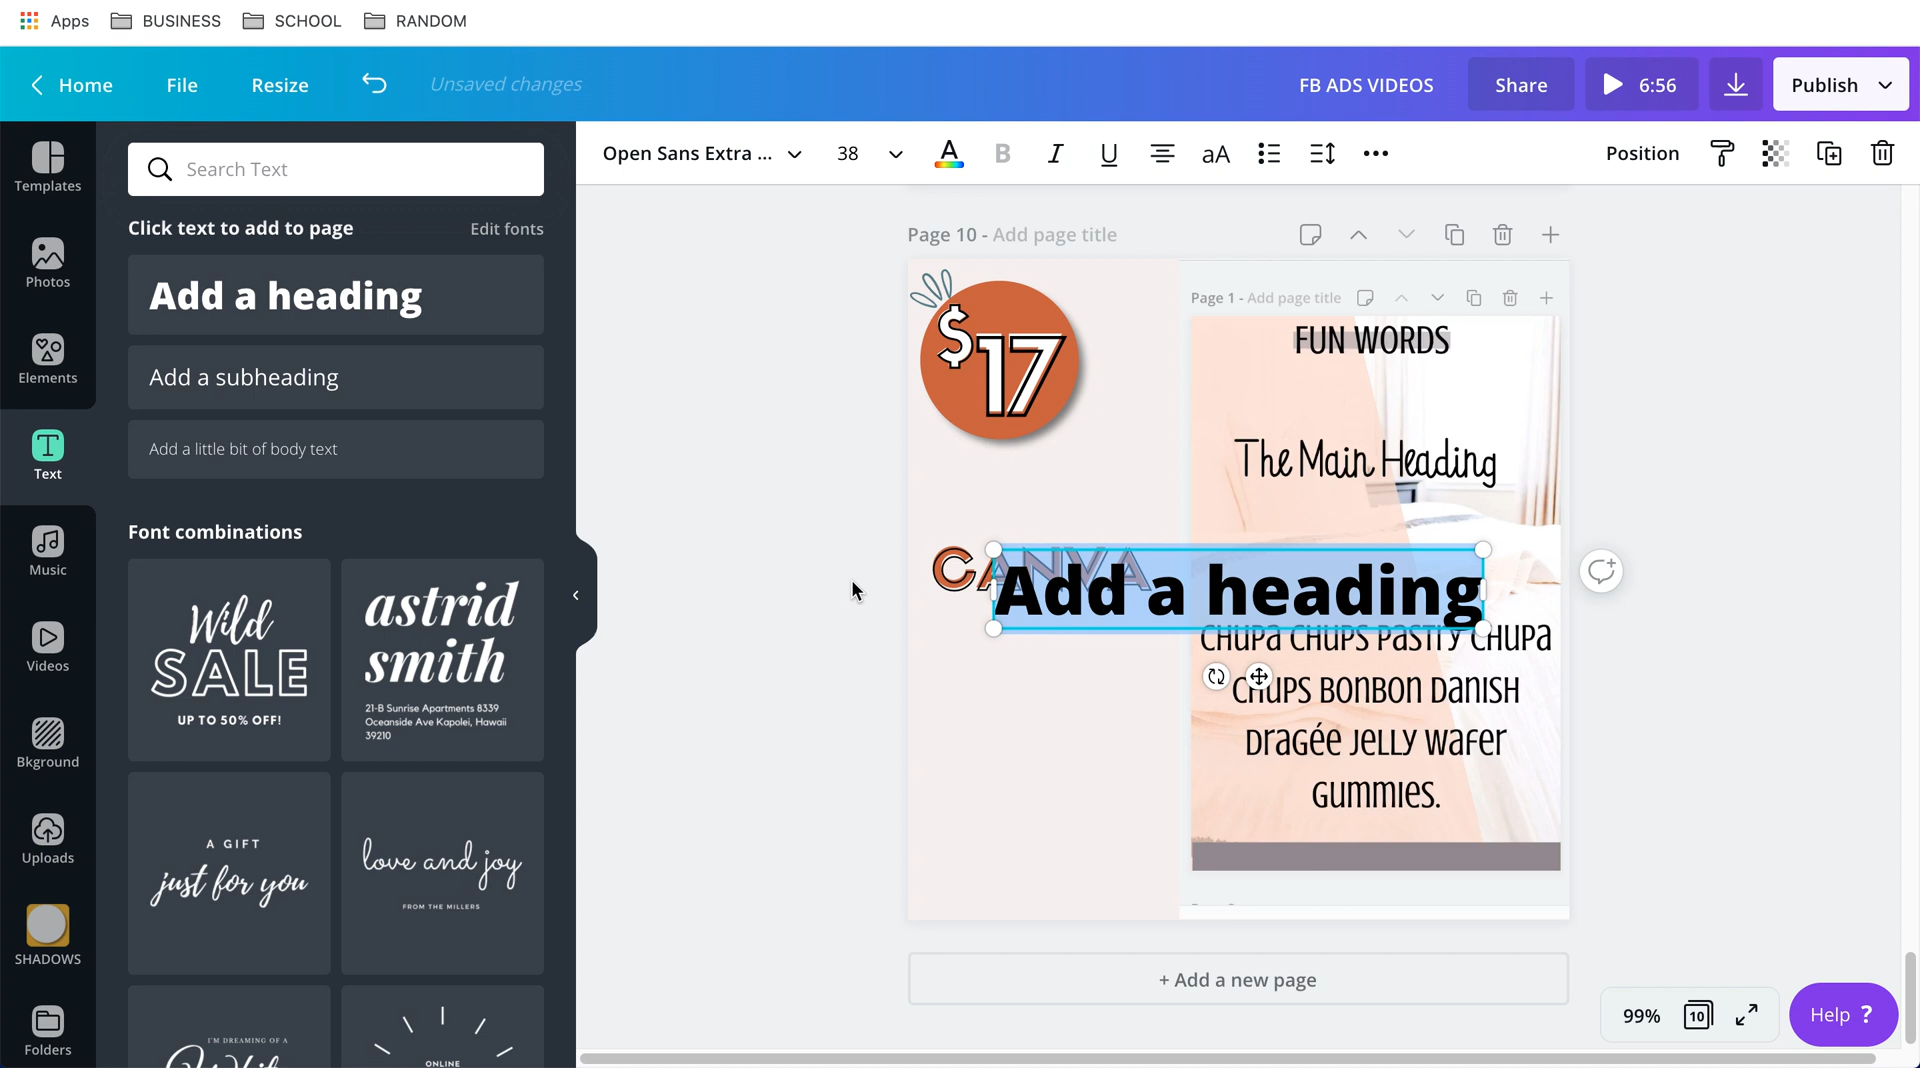 Apps
BUSINESS
SCHOOL
RANDOM
Home
File
Resize
Unsaved changes
FB ADS VIDEOS
Share
6:56
Publish
Templates
Photos
Elements
Text
Music
Videos
Bkground
Uploads
SHADOWS
Folders
Search Text
Click text to add to page
Edit fonts
Add a heading
Add a subheading
Add a little bit of body text
Font combinations
Wild
SALE
UP TO 50% OFF!
astrid
smith
21-B Sunrise Apartments 8339
Oceanside Ave Kapolei, Hawaii
39210
A GIFT
just for you
love and joy
FROM THE MILLERS
I'M DREAMING OF A
ONLINE
Open Sans Extra ...
38
A
B
I
U
aA
Position
Page 10 - Add page title
$17
Page 1 - Add page title
FUN WORDS
The Main Heading
CANVA
Add a heading
chupa chups pastry chupa
chups bonbon danish
dragée jelly wafer
gummies.
+ Add a new page
99%
10
Help ?